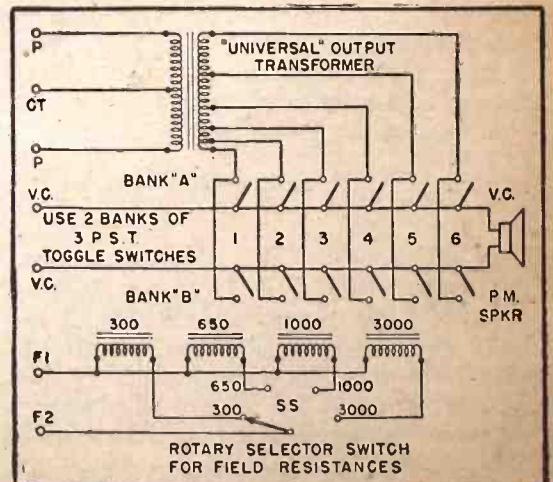 P
"UNIVERSAL" OUTPUT
TRANSFORMER
CT
P
BANK "A"
V.C.
V.C.
USE 2 BANKS OF
3 P S.T.
TOGGLE SWITCHES
1 2 3 4 5 6
V.C.
BANK "B"
P.M.
SPKR
300 650 1000 3000
F1
650 1000
SS
300 3000
F2
ROTARY SELECTOR SWITCH
FOR FIELD RESISTANCES